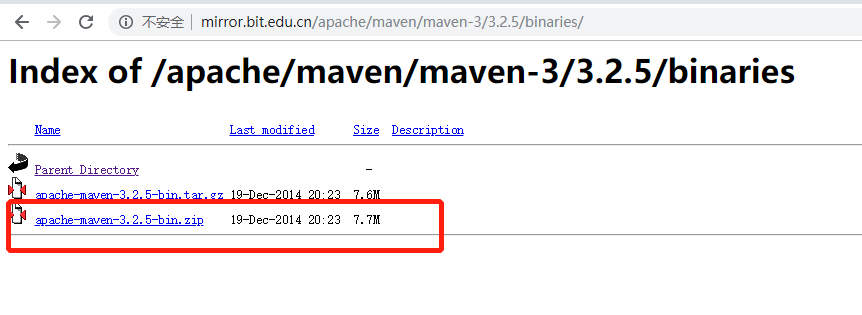 不安全 mirror.bit.edu.cn/apache/maven/maven-3/3.2.5/binaries/
Index of /apache/maven/maven-3/3.2.5/binaries
Name Last modified Size Description
Parent Directory -
apache-maven-3.2.5-bin.tar.gz 19-Dec-2014 20:23 7.6M
apache-maven-3.2.5-bin.zip 19-Dec-2014 20:23 7.7M